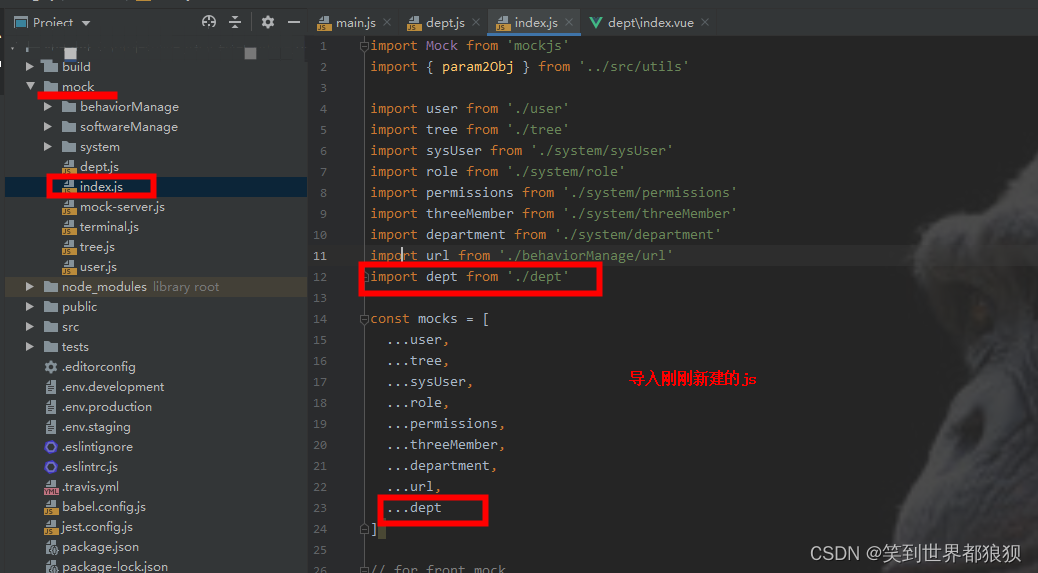 Project
main.js
dept.js
index.js
dept\index.vue
build
mock
behaviorManage
softwareManage
system
dept.js
index.js
mock-server.js
terminal.js
tree.js
user.js
node_modules library root
public
src
tests
.editorconfig
.env.development
.env.production
.env.staging
.eslintignore
.eslintrc.js
.travis.yml
babel.config.js
jest.config.js
package.json
package-lock.json
1 import Mock from 'mockjs'
2 import { param2Obj } from '../src/utils'
3
4 import user from './user'
5 import tree from './tree'
6 import sysUser from './system/sysUser'
7 import role from './system/role'
8 import permissions from './system/permissions'
9 import threeMember from './system/threeMember'
10 import department from './system/department'
11 import url from './behaviorManage/url'
12 import dept from './dept'
13
14 const mocks = [
15 ...user,
16 ...tree,
17 ...sysUser,
18 ...role,
19 ...permissions,
20 ...threeMember,
21 ...department,
22 ...url,
23 ...dept
24 ]
25
26 // for front mock
导入刚刚新建的js
CSDN @笑到世界都狼狈